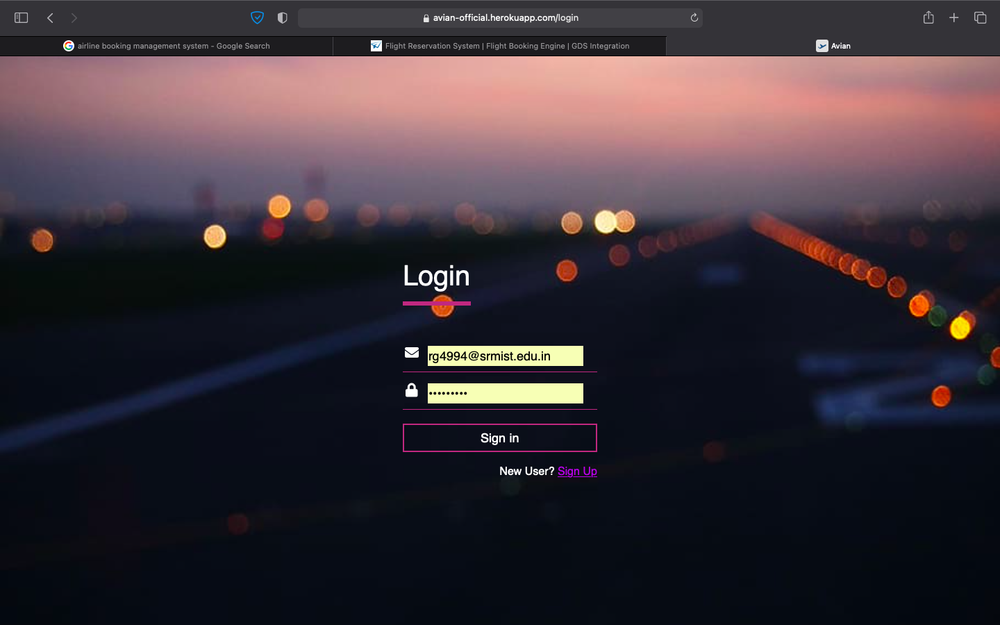 avian-official.herokuapp.com/login
airline booking management system - Google Search
Flight Reservation System | Flight Booking Engine | GDS Integration
Avian
Login
rg4994@srmist.edu.in
•••••••••
Sign in
New User? Sign Up